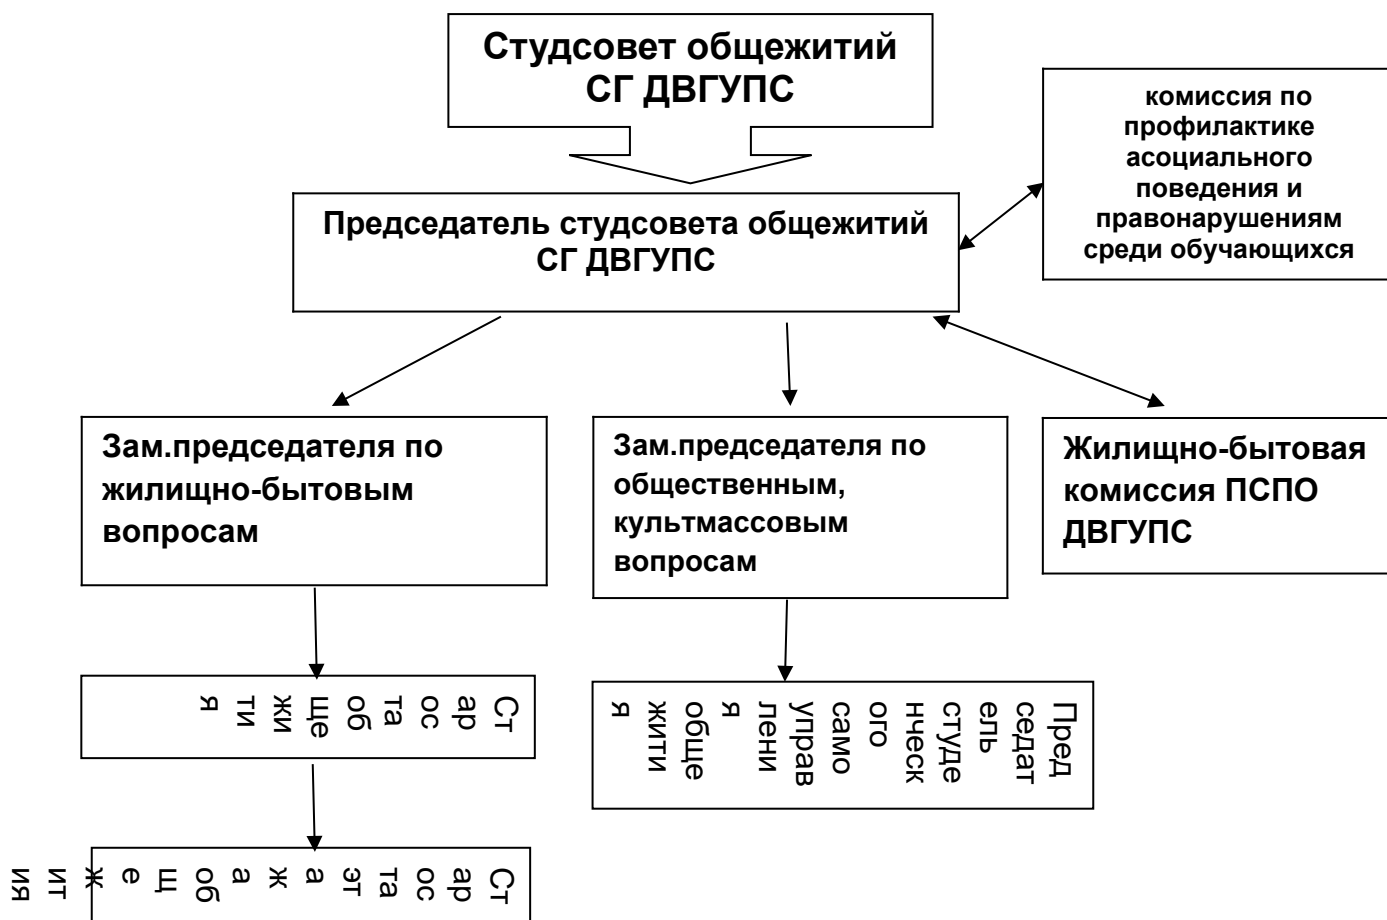 Студсовет общежитий
СГ ДВГУПС
комиссия по
профилактике
асоциального
поведения и
правонарушениям
среди обучающихся
Председатель студсовета общежитий
СГ ДВГУПС
Зам.председателя по
жилищно-бытовым
вопросам
Зам.председателя по
общественным,
культмассовым
вопросам
Жилищно-бытовая
комиссия ПСПО
ДВГУПС
Ст
ар
ос
та
об
ще
жи
ти
я
Пред
седат
ель
студе
нческ
ого
само
управ
лени
я
обще
жити
я
Ст
ар
ос
та
эт
а
ж
а
об
щ
е
ж
ит
ия